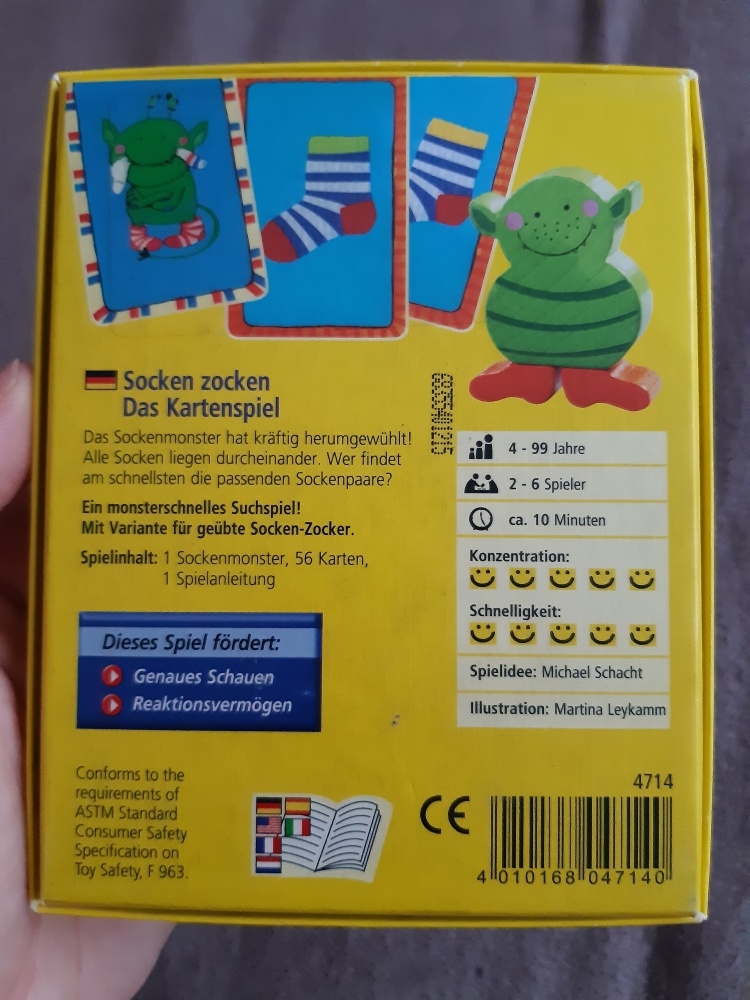 Socken zocken
Das Kartenspiel
Das Sockenmonster hat kräftig herumgewühlt!
Alle Socken liegen durcheinander. Wer findet
am schnellsten die passenden Sockenpaare?
Ein monsterschnelles Suchspiel!
Mit Variante für geübte Socken-Zocker.
Spielinhalt: 1 Sockenmonster, 56 Karten,
1 Spielanleitung
Dieses Spiel fördert:
Genaues Schauen
Reaktionsvermögen
4 - 99 Jahre
2 - 6 Spieler
ca. 10 Minuten
Konzentration:
Schnelligkeit:
Spielidee: Michael Schacht
Illustration: Martina Leykamm
Conforms to the
requirements of
ASTM Standard
Consumer Safety
Specification on
Toy Safety, F 963.
CE
4714
4 010168 047140